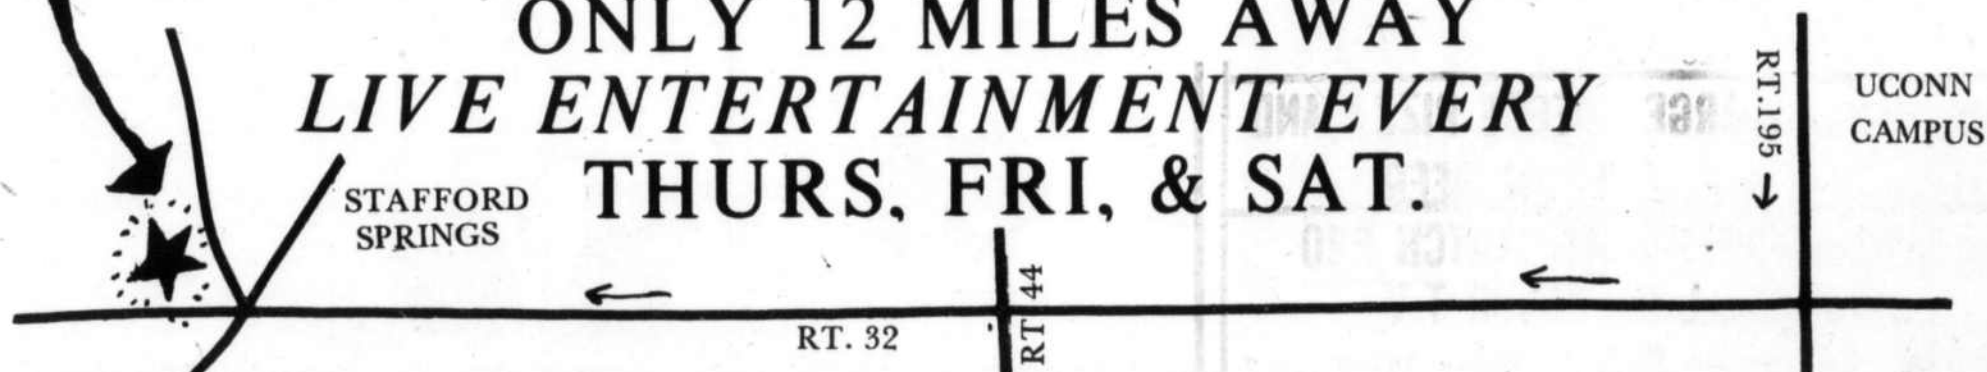 ONLY 12 MILES AWAY
LIVE ENTERTAINMENT EVERY
THURS, FRI, & SAT.
RT.195
UCONN
CAMPUS
STAFFORD
SPRINGS
RT 44
RT. 32